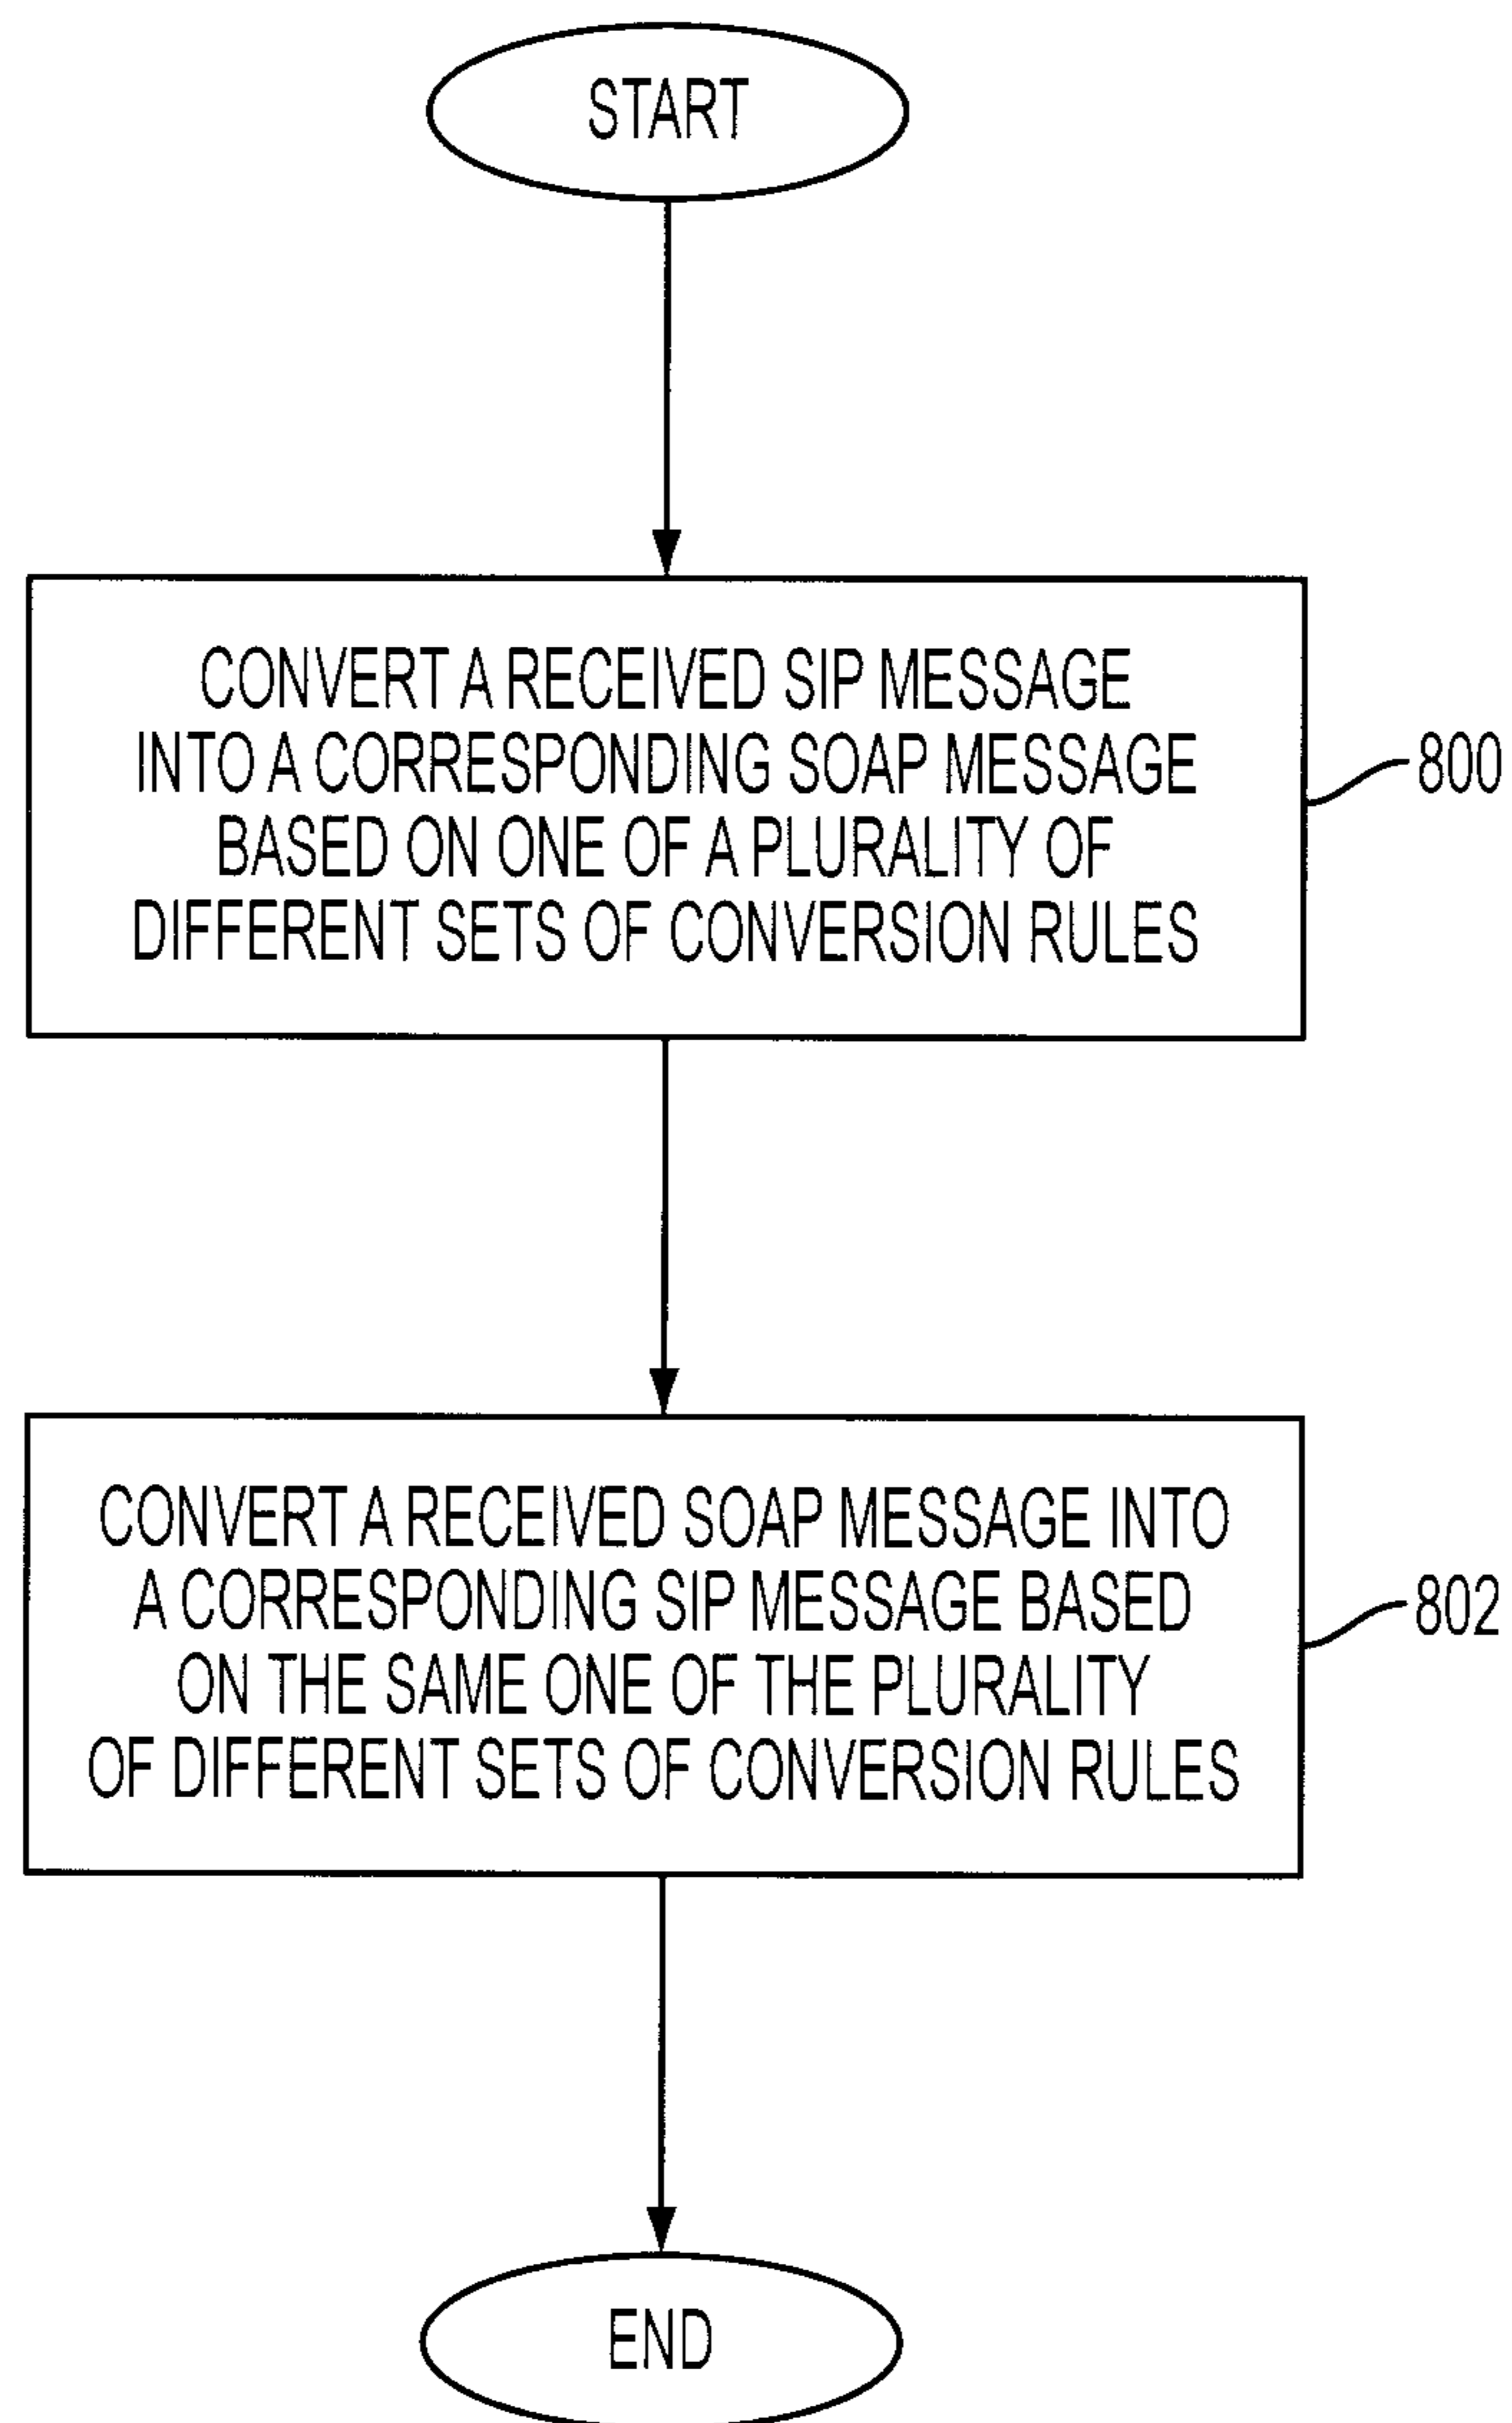 START
CONVERT A RECEIVED SIP MESSAGE
INTO A CORRESPONDING SOAP MESSAGE
BASED ON ONE OF A PLURALITY OF
DIFFERENT SETS OF CONVERSION RULES
800
CONVERT A RECEIVED SOAP MESSAGE INTO
A CORRESPONDING SIP MESSAGE BASED
ON THE SAME ONE OF THE PLURALITY
OF DIFFERENT SETS OF CONVERSION RULES
802
END